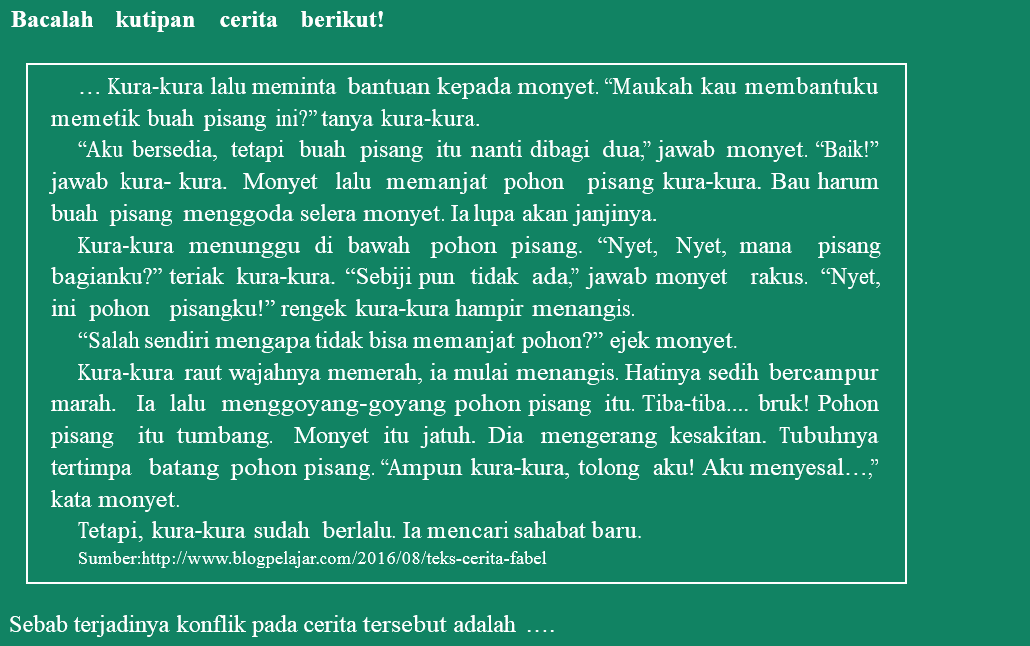 Bacalah kutipan cerita berikut!
… Kura-kura lalu meminta bantuan kepada monyet. “Maukah kau membantuku
memetik buah pisang ini?” tanya kura-kura.
“Aku bersedia, tetapi buah pisang itu nanti dibagi dua,” jawab monyet. “Baik!”
jawab kura- kura. Monyet lalu memanjat pohon pisang kura-kura. Bau harum
buah pisang menggoda selera monyet. Ia lupa akan janjinya.
Kura-kura menunggu di bawah pohon pisang. “Nyet, Nyet, mana pisang
bagianku?” teriak kura-kura. “Sebiji pun tidak ada,” jawab monyet rakus. “Nyet,
ini pohon pisangku!” rengek kura-kura hampir menangis.
“Salah sendiri mengapa tidak bisa memanjat pohon?” ejek monyet.
Kura-kura raut wajahnya memerah, ia mulai menangis. Hatinya sedih bercampur
marah. Ia lalu menggoyang-goyang pohon pisang itu. Tiba-tiba.... bruk! Pohon
pisang itu tumbang. Monyet itu jatuh. Dia mengerang kesakitan. Tubuhnya
tertimpa batang pohon pisang. “Ampun kura-kura, tolong aku! Aku menyesal…,”
kata monyet.
Tetapi, kura-kura sudah berlalu. Ia mencari sahabat baru.
Sumber:http://www.blogpelajar.com/2016/08/teks-cerita-fabel
Sebab terjadinya konflik pada cerita tersebut adalah ….